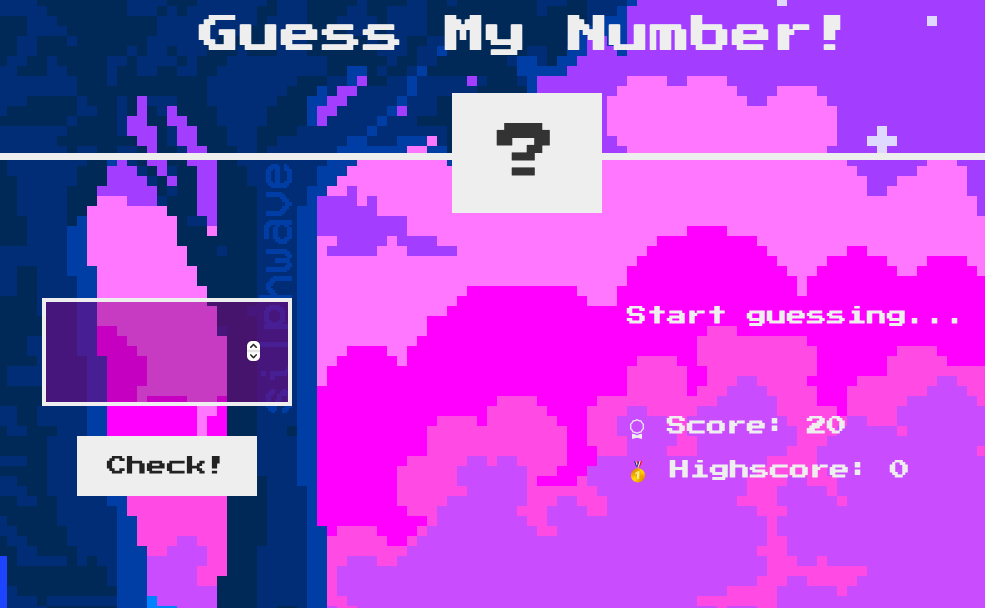 Guess My Number!
?
Start guessing...
Score: 20
Highscore: 0
Check!